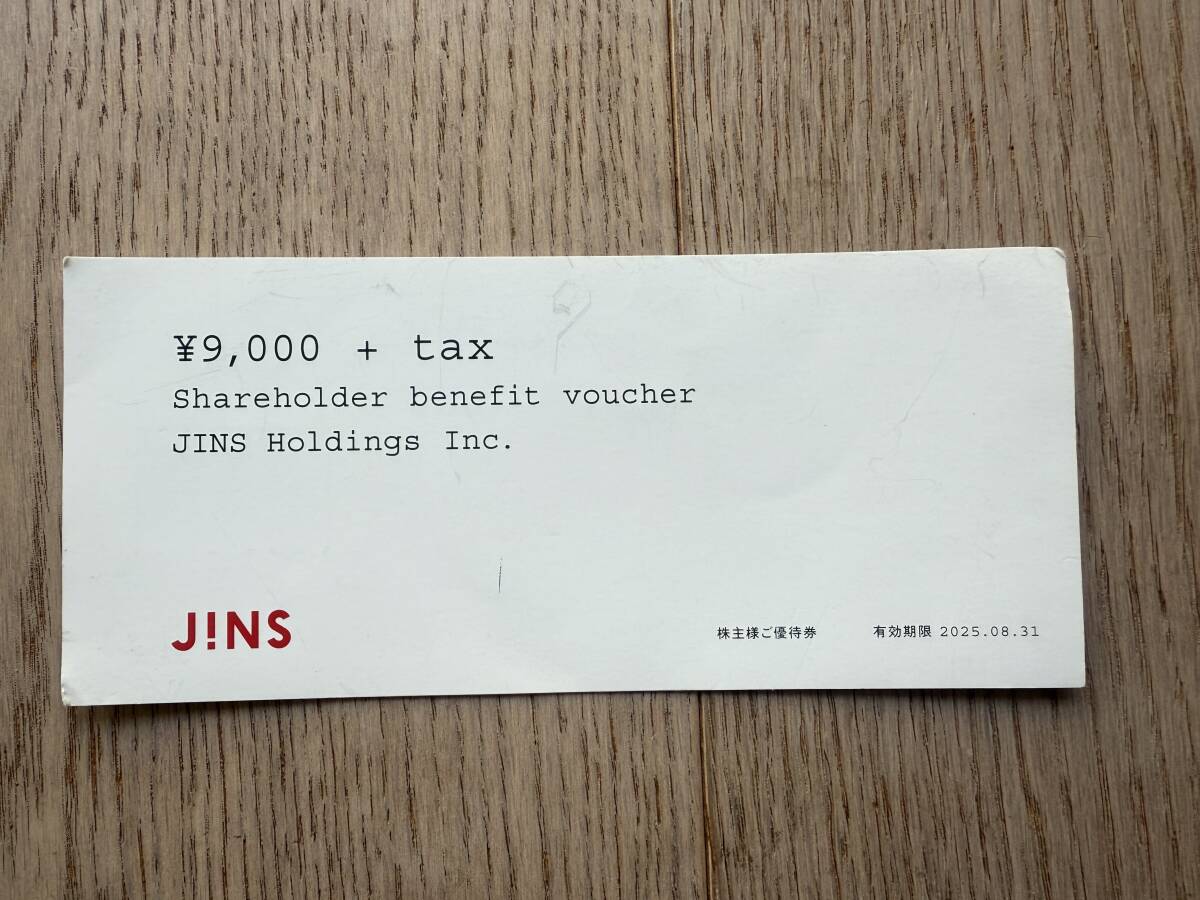 ¥9,000 + tax
Shareholder benefit voucher
JINS Holdings Inc.
J!NS
株主様ご優待券 有効期限 2025.08.31